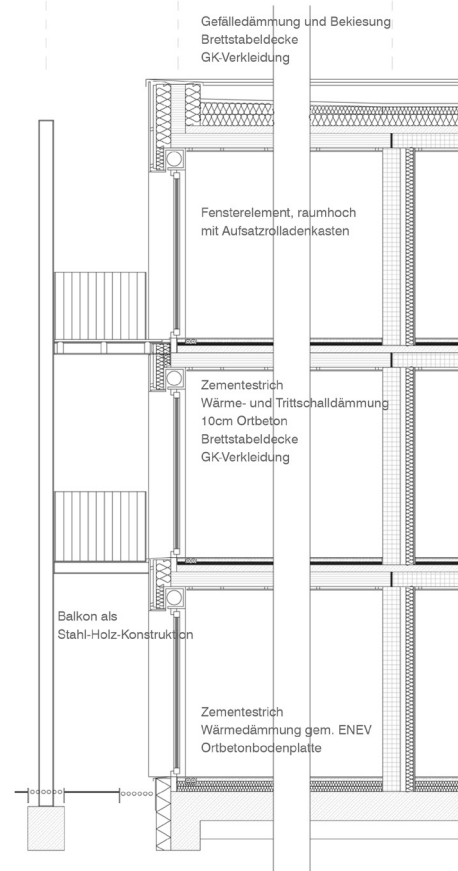 Gefälledämmung und Bekiesung
Brettstabeldecke
GK-Verkleidung
Fensterelement, raumhoch
mit Aufsatzrolladenkasten
Zementestrich
Wärme- und Trittschalldämmung
10cm Ortbeton
Brettstabeldecke
GK-Verkleidung
Balkon als
Stahl-Holz-Konstruktion
Zementestrich
Wärmedämmung gem. ENEV
Ortbetonbodenplatte